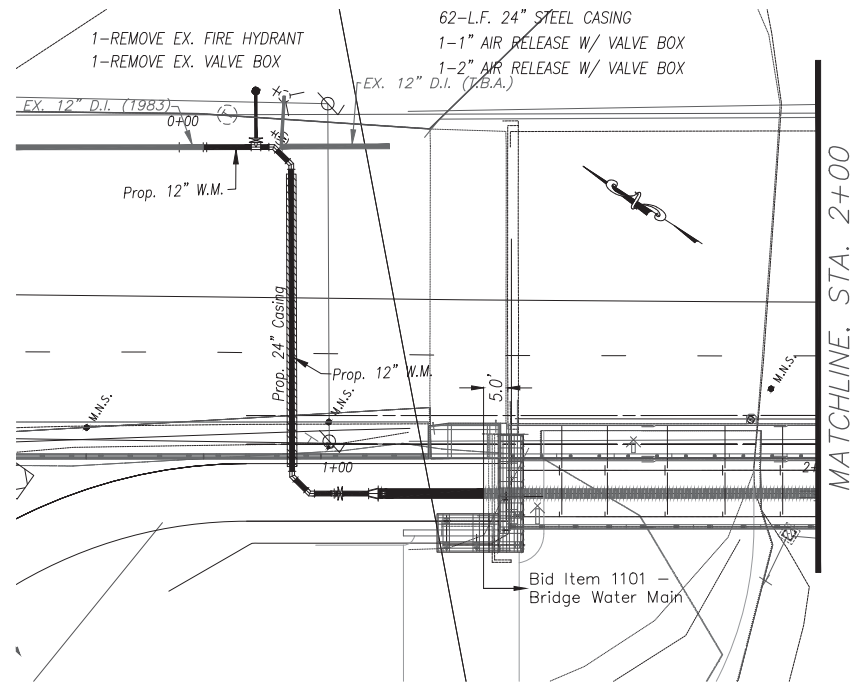 62-L.F. 24" STEEL CASING
1-REMOVE EX. FIRE HYDRANT
1-1" AIR RELEASE W/ VALVE BOX
1-REMOVE EX. VALVE BOX
1-2" AIR RELEASE W/ VALVE BOX
EX. 12" D.I. (T.B.A.)
EX. 12" D.I. (1983)
0+00
Prop. 12" W.M.
MATCHLINE, STA. 2+00
Prop. 24" Casing
Prop. 12" W.M.
5.0'
M.N.S.
M.N.S.
M.N.S.
1+00
2+
Bid Item 1101 –
Bridge Water Main